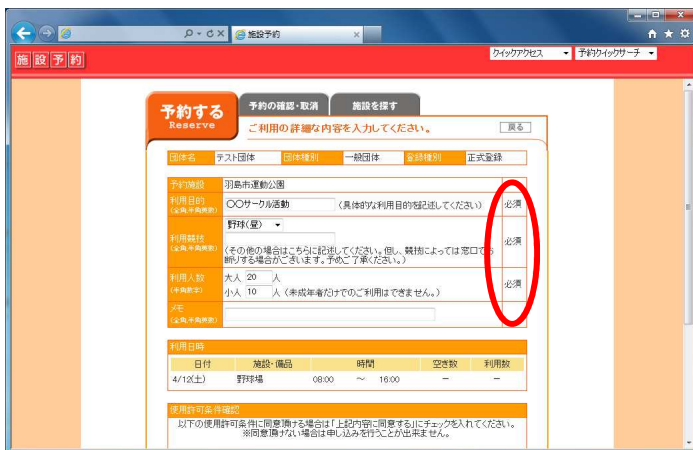 施設予約
施設予約
クイックアクセス
予約クイックサーチ
予約する
Reserve
予約の確認・取消
施設を探す
ご利用の詳細な内容を入力してください。
戻る
団体名 テスト団体 団体種別 一般団体 登録種別 正式登録
予約施設 羽島市運動公園
利用目的 〇〇サークル活動 (具体的な利用目的を記述してください) 必須
(全角,半角英数)
野球(昼)
利用競技 必須
(全角,半角英数)
(その他の場合はこちらに記述してください。但し、競技によっては窓口でお
断りする場合がございます。予めご了承ください。)
利用人数 大人 20 人 必須
(半角数字) 小人 10 人 (未成年者だけでのご利用はできません。)
メモ
(全角,半角英数)
利用日時
日付 施設・備品 時間 空き数 利用数
4/12(土) 野球場 08:00 ～ 16:00 － －
使用許可条件確認
以下の使用許可条件に同意頂ける場合は「上記内容に同意する」にチェックを入れてください。
※同意頂けない場合は申し込みを行うことが出来ません。